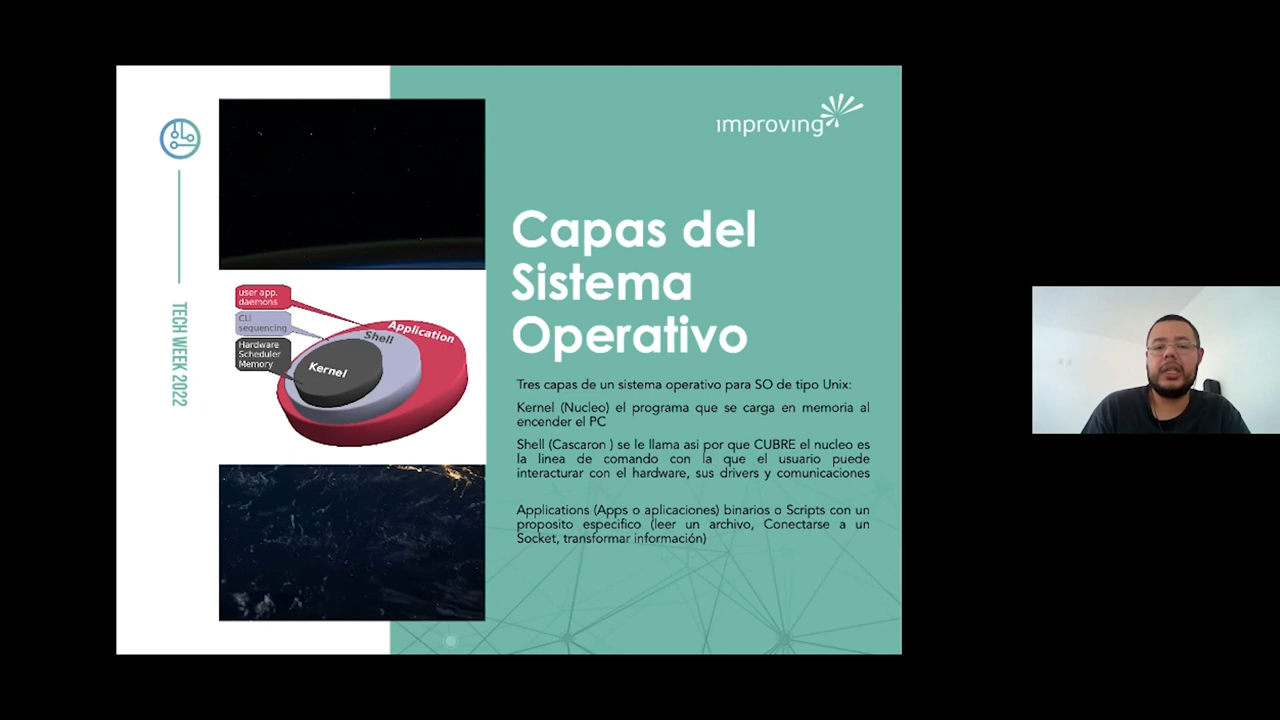 improving
TECH WEEK 2022
Capas del
Sistema
Operativo
user app.
daemons
CLI
sequencing
Hardware
Scheduler
Memory
Application
Shell
Kernel
Tres capas de un sistema operativo para SO de tipo Unix:
Kernel (Nucleo) el programa que se carga en memoria al
encender el PC
Shell (Cascaron ) se le llama asi por que CUBRE el nucleo es
la linea de comando con la que el usuario puede
interacturar con el hardware, sus drivers y comunicaciones
Applications (Apps o aplicaciones) binarios o Scripts con un
proposito especifico (leer un archivo, Conectarse a un
Socket, transformar información)